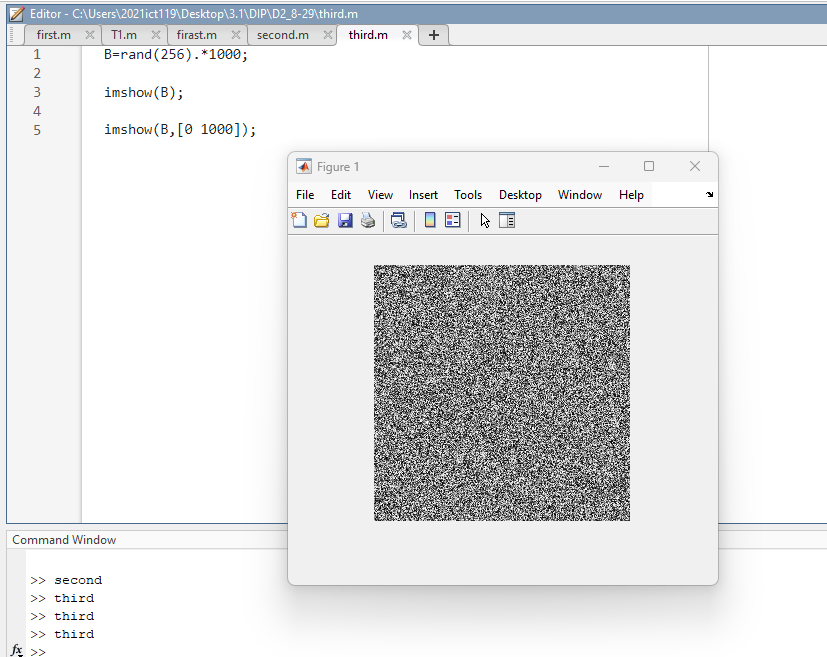 Editor - C:\Users\2021ict119\Desktop\3.1\DIP\D2_8-29\third.m
first.m T1.m firast.m second.m third.m
1 B=rand(256).*1000;
2
3 imshow(B);
4
5 imshow(B,[0 1000]);
Figure 1
File Edit View Insert Tools Desktop Window Help
Command Window
>> second
>> third
>> third
>> third
fx >>